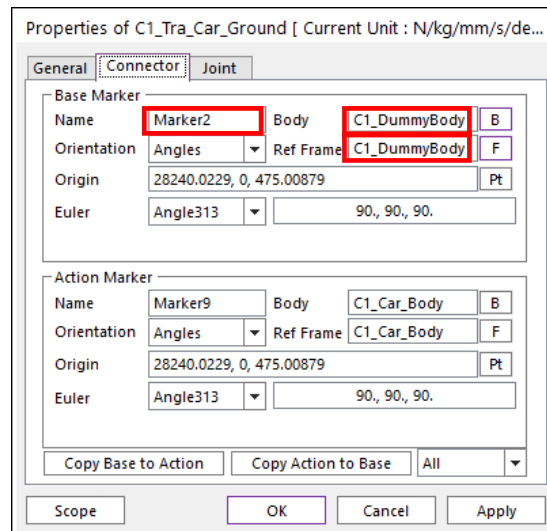 Properties of C1_Tra_Car_Ground [ Current Unit : N/kg/mm/s/de...
General Connector Joint
Base Marker
Name Marker2 Body C1_DummyBody B
Orientation Angles Ref Frame C1_DummyBody F
Origin 28240.0229, 0, 475.00879 Pt
Euler Angle313 90., 90., 90.
Action Marker
Name Marker9 Body C1_Car_Body B
Orientation Angles Ref Frame C1_Car_Body F
Origin 28240.0229, 0, 475.00879 Pt
Euler Angle313 90., 90., 90.
Copy Base to Action Copy Action to Base All
Scope OK Cancel Apply